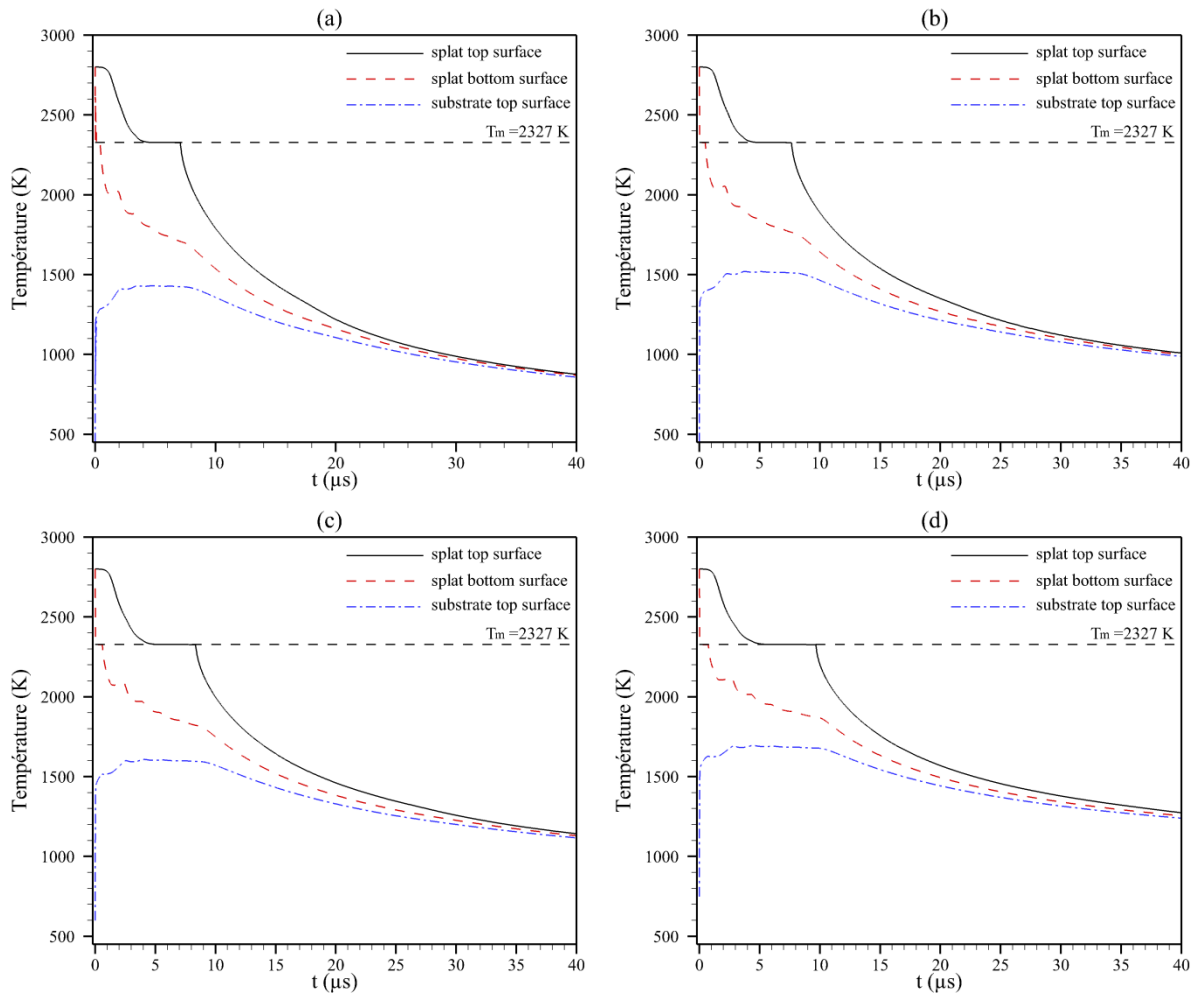 (a)
3000
2500
2000
1500
1000
500
Température (K)
splat top surface
splat bottom surface
substrate top surface
Tm =2327 K
0
10
20
30
40
t (µs)
(b)
3000
2500
2000
1500
1000
500
Température (K)
splat top surface
splat bottom surface
substrate top surface
Tm =2327 K
0 5 10 15 20 25 30 35 40
t (µs)
(c)
3000
2500
2000
1500
1000
500
Température (K)
splat top surface
splat bottom surface
substrate top surface
Tm =2327 K
0 5 10 15 20 25 30 35 40
t (µs)
(d)
3000
2500
2000
1500
1000
500
Température (K)
splat top surface
splat bottom surface
substrate top surface
Tm =2327 K
0 5 10 15 20 25 30 35 40
t (µs)